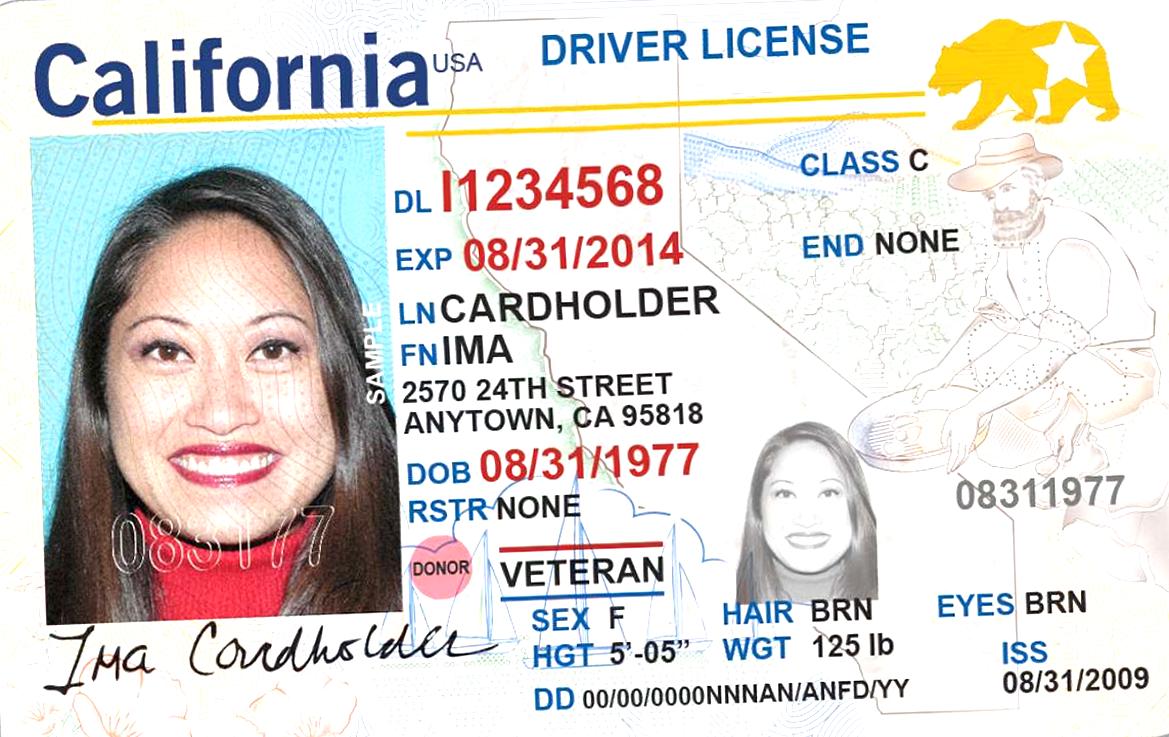 California USA DRIVER LICENSE
DL I1234568
CLASS C
EXP 08/31/2014
END NONE
LN CARDHOLDER
FN IMA
2570 24TH STREET
ANYTOWN, CA 95818
DOB 08/31/1977
RSTR NONE
08311977
SAMPLE
083177
DONOR
VETERAN
SEX F
HAIR BRN
EYES BRN
HGT 5'-05"
WGT 125 lb
ISS
08/31/2009
DD 00/00/0000NNNAN/ANFD/YY
Ima Cardholder